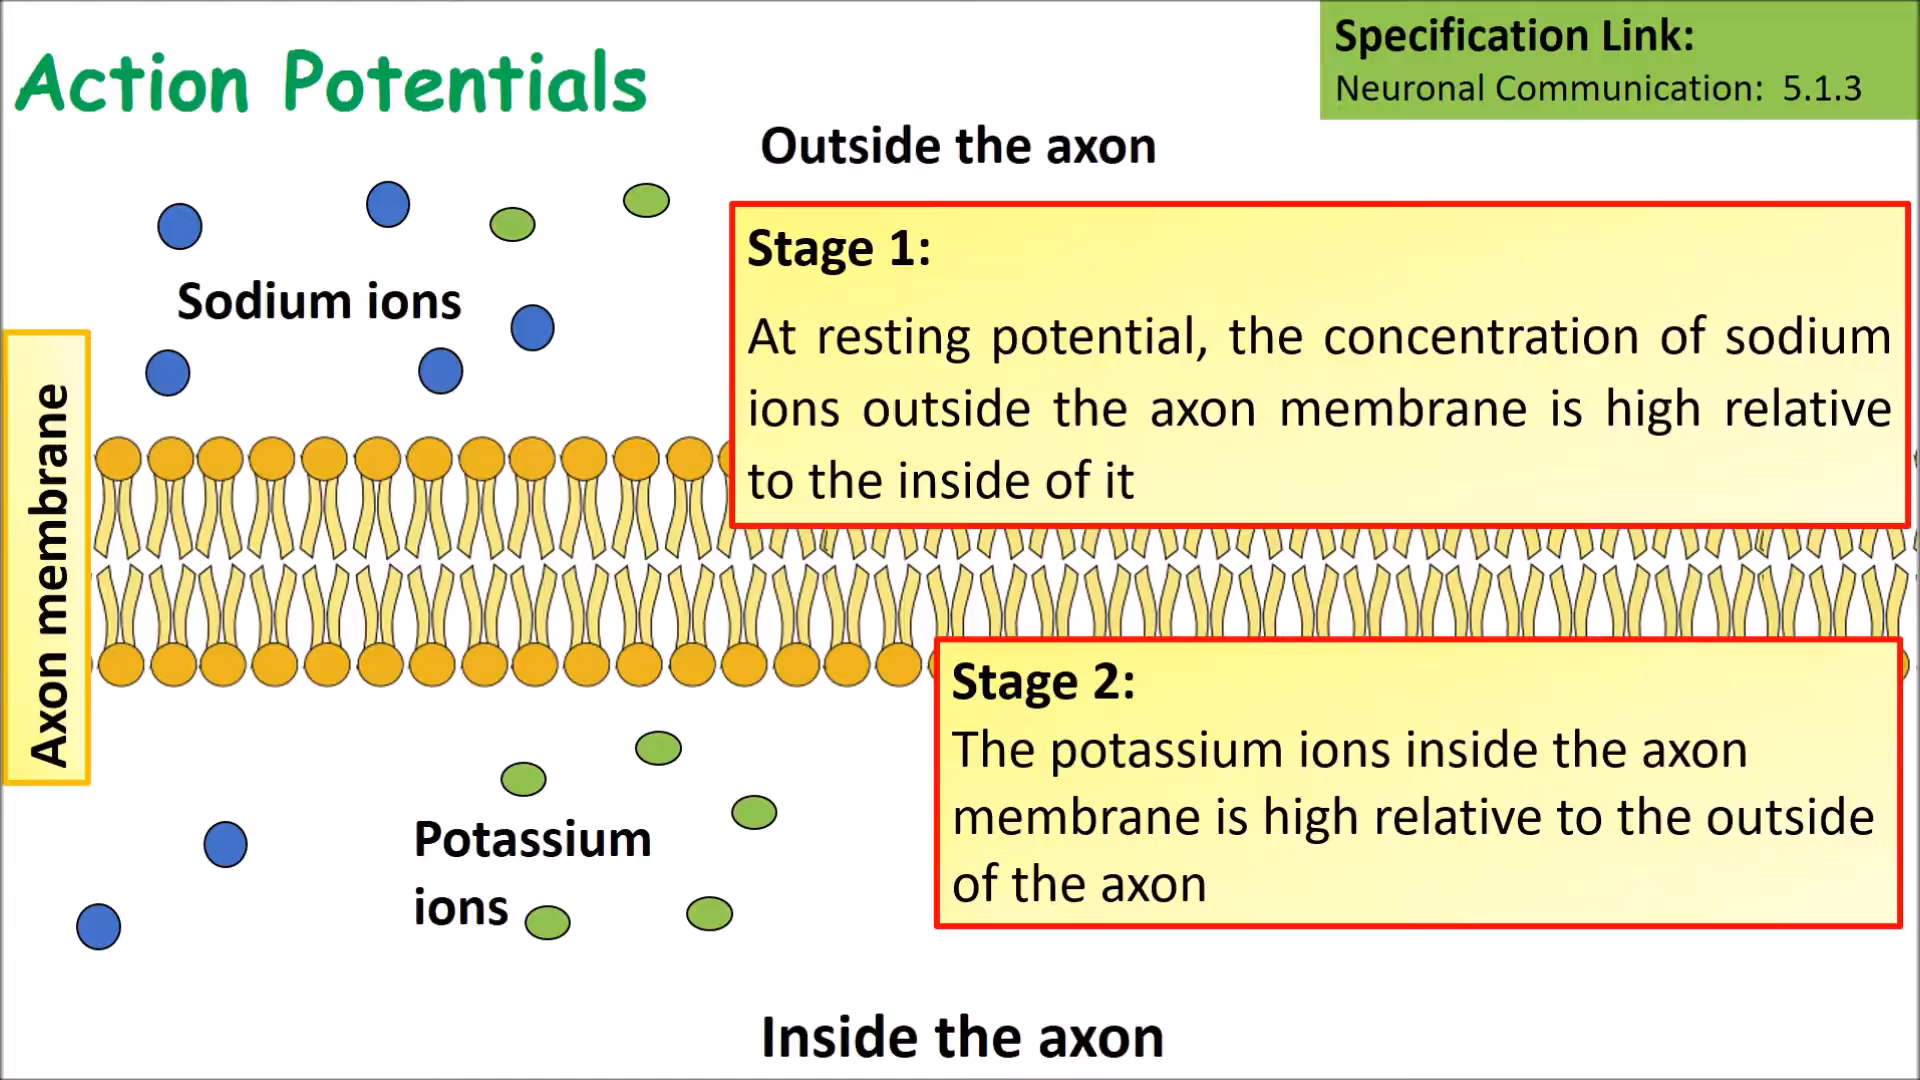 Action Potentials
Specification Link:
Neuronal Communication:  5.1.3
Outside the axon
Sodium ions
Stage 1:
At resting potential, the concentration of sodium
ions outside the axon membrane is high relative
to the inside of it
Axon membrane
Stage 2:
The potassium ions inside the axon
membrane is high relative to the outside
of the axon
Potassium
ions
Inside the axon